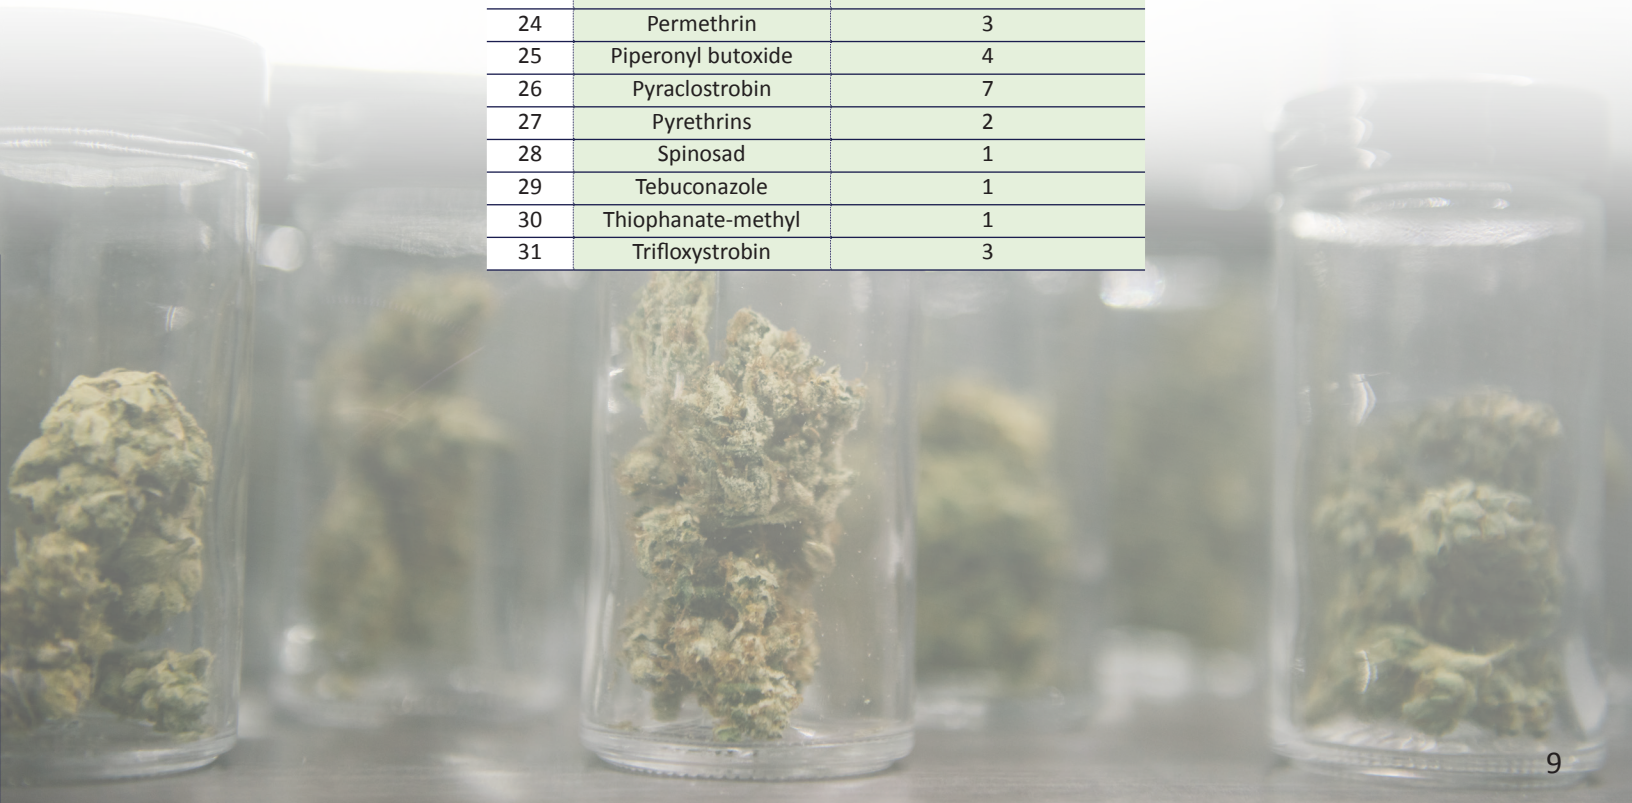 24 Permethrin 3
25 Piperonyl butoxide 4
26 Pyraclostrobin 7
27 Pyrethrins 2
28 Spinosad 1
29 Tebuconazole 1
30 Thiophanate-methyl 1
31 Trifloxystrobin 3
9